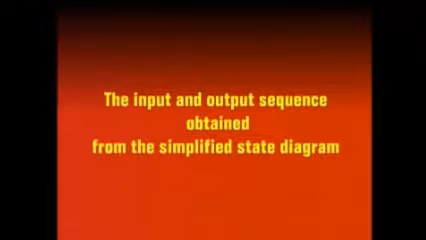 The input and output sequence
obtained
from the simplified state diagram